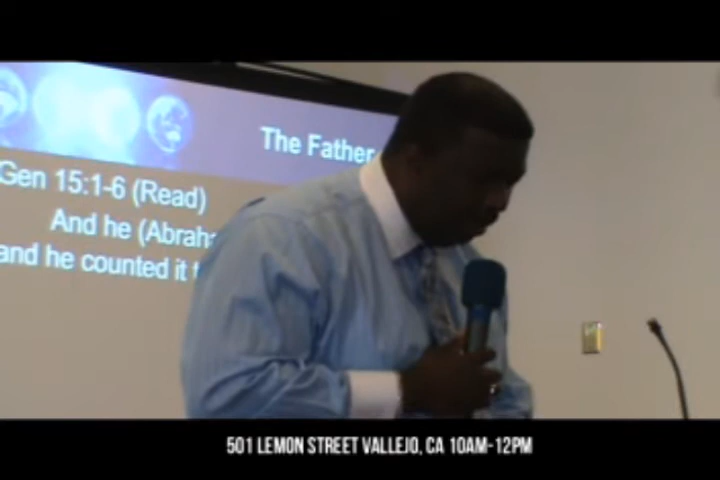 The Father
Gen 15:1-6 (Read)
And he
and he counted it
501 LEMON STREET VALLEJO, CA 10AM-12PM